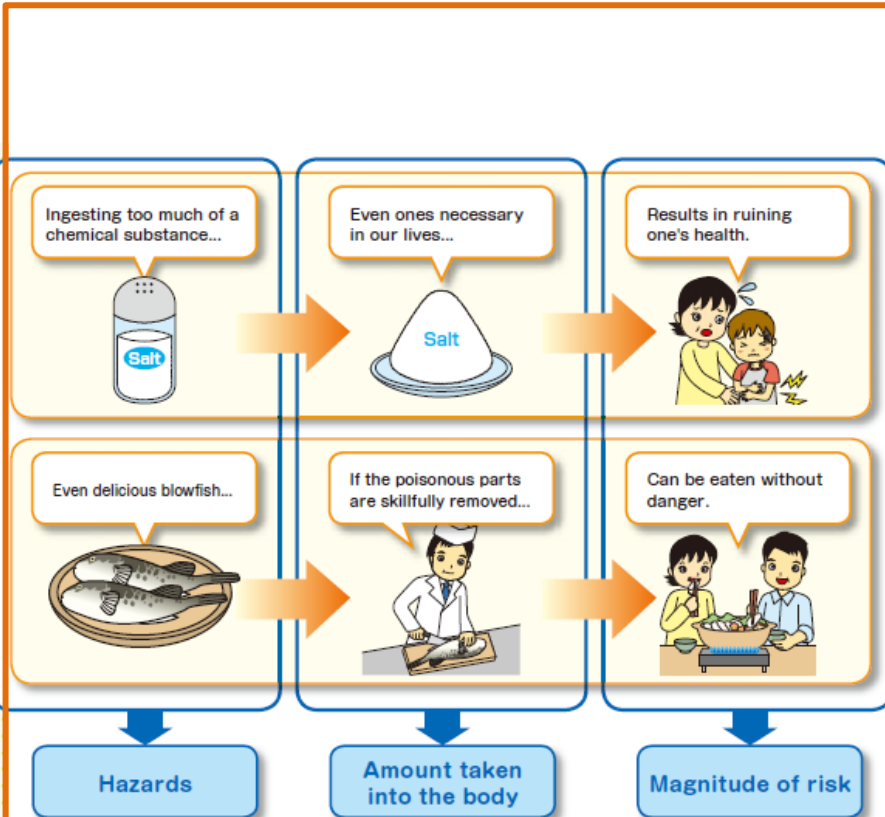 Ingesting too much of a
chemical substance...
Even ones necessary
in our lives...
Results in ruining
one's health.
Salt
Salt
Even delicious blowfish...
If the poisonous parts
are skillfully removed...
Can be eaten without
danger.
Hazards
Amount taken
into the body
Magnitude of risk